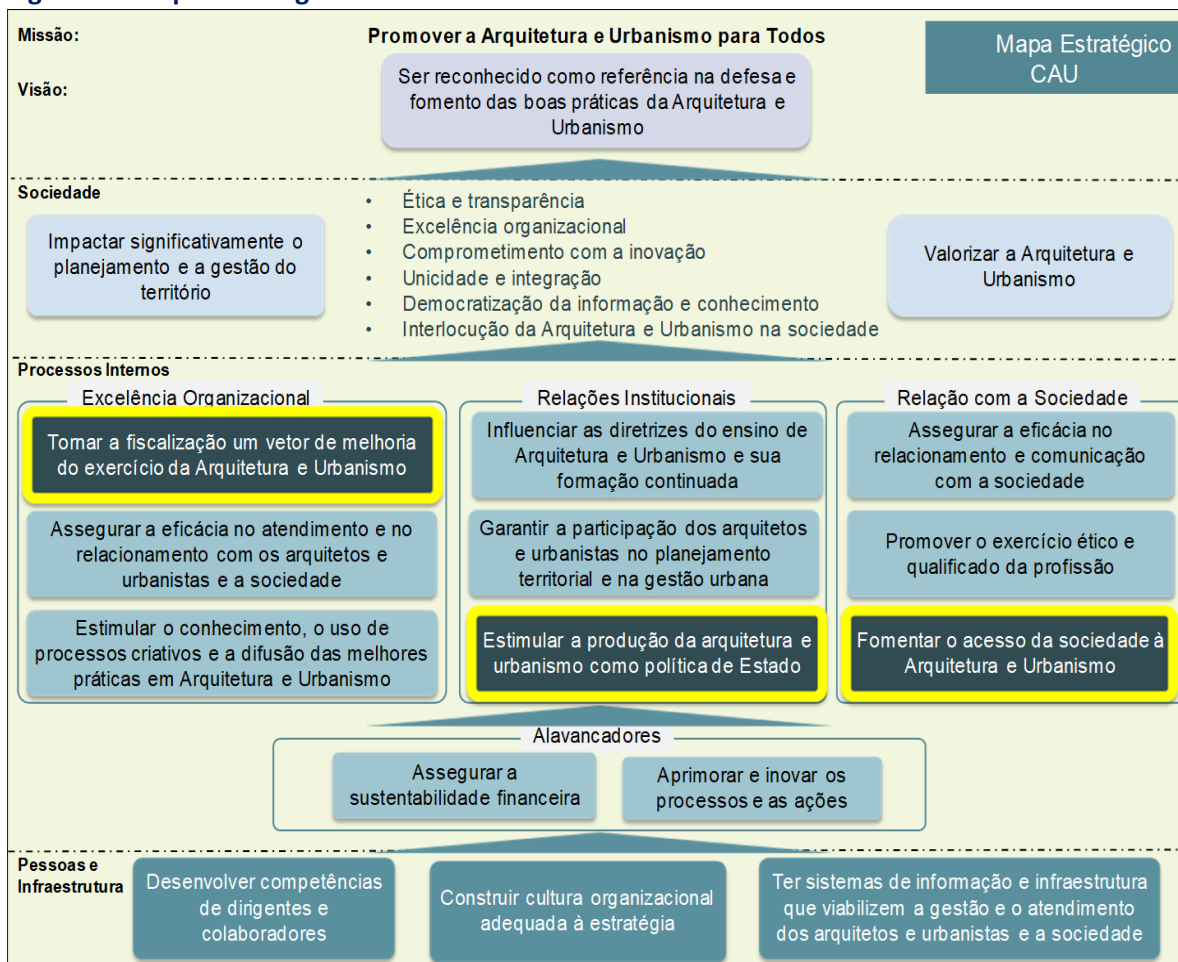 Missão:
Promover a Arquitetura e Urbanismo para Todos
Mapa Estratégico
CAU
Visão:
Ser reconhecido como referência na defesa e
fomento das boas práticas da Arquitetura e
Urbanismo
Sociedade
Impactar significativamente o
planejamento e a gestão do
território
• Ética e transparência
• Excelência organizacional
• Comprometimento com a inovação
• Unicidade e integração
• Democratização da informação e conhecimento
• Interlocução da Arquitetura e Urbanismo na sociedade
Valorizar a Arquitetura e
Urbanismo
Processos Internos
Excelência Organizacional
Tornar a fiscalização um vetor de melhoria
do exercício da Arquitetura e Urbanismo
Assegurar a eficácia no atendimento e no
relacionamento com os arquitetos e
urbanistas e a sociedade
Estimular o conhecimento, o uso de
processos criativos e a difusão das melhores
práticas em Arquitetura e Urbanismo
Relações Institucionais
Influenciar as diretrizes do ensino de
Arquitetura e Urbanismo e sua
formação continuada
Garantir a participação dos arquitetos
e urbanistas no planejamento
territorial e na gestão urbana
Estimular a produção da arquitetura e
urbanismo como política de Estado
Relação com a Sociedade
Assegurar a eficácia no
relacionamento e comunicação
com a sociedade
Promover o exercício ético e
qualificado da profissão
Fomentar o acesso da sociedade à
Arquitetura e Urbanismo
Alavancadores
Assegurar a
sustentabilidade financeira
Aprimorar e inovar os
processos e as ações
Pessoas e
Infraestrutura
Desenvolver competências
de dirigentes e
colaboradores
Construir cultura organizacional
adequada à estratégia
Ter sistemas de informação e infraestrutura
que viabilizem a gestão e o atendimento
dos arquitetos e urbanistas e a sociedade